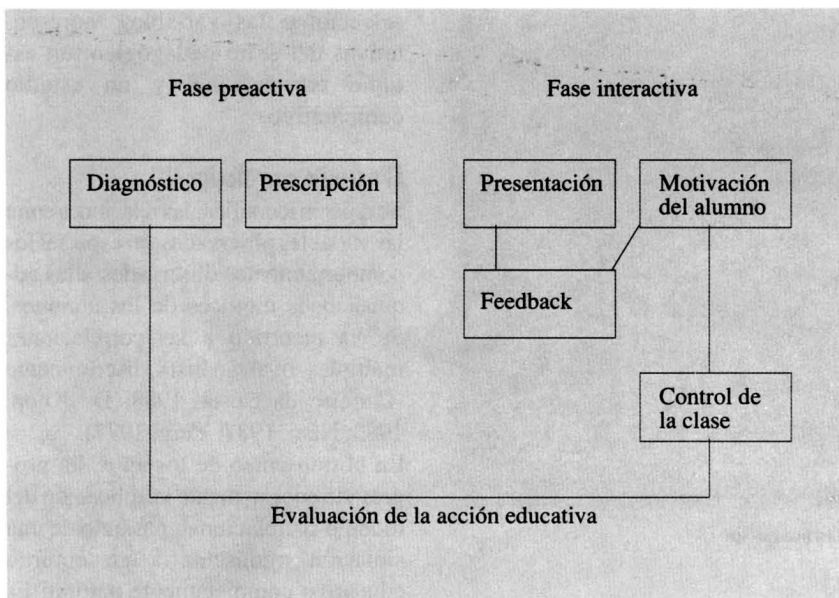 Fase preactiva
Fase interactiva
Diagnóstico
Prescripción
Presentación
Motivación
del alumno
Feedback
Control de
la clase
Evaluación de la acción educativa